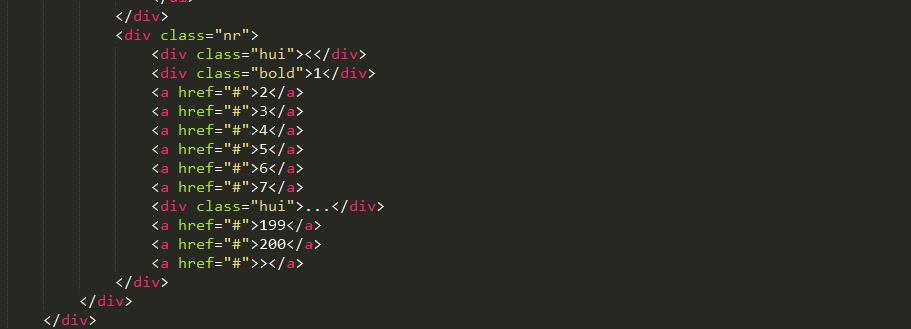 </div>
<div class="nr">
<div class="hui"><</div>
<div class="bold">1</div>
<a href="#">2</a>
<a href="#">3</a>
<a href="#">4</a>
<a href="#">5</a>
<a href="#">6</a>
<a href="#">7</a>
<div class="hui">...</div>
<a href="#">199</a>
<a href="#">200</a>
<a href="#">></a>
</div>
</div>
</div>